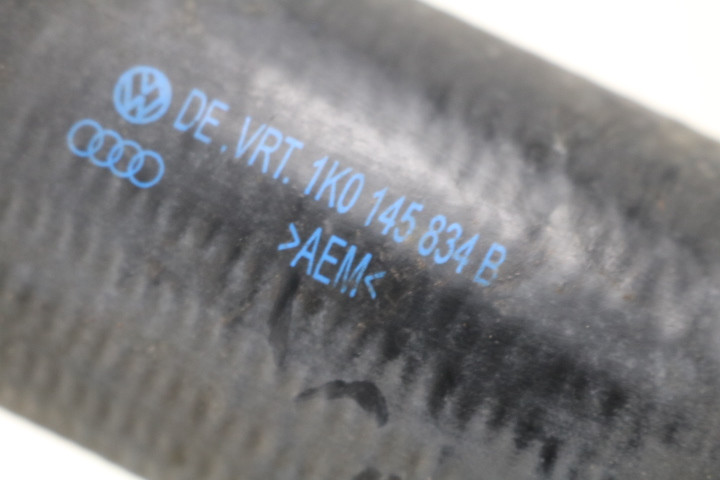 DE . VRT. 1K0 145 834 B
>AEM<